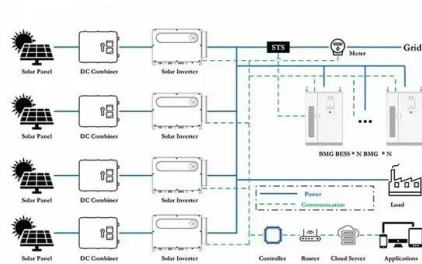 STS
Meter
Grid
Solar Panel
DC Combiner
Solar Inverter
Solar Panel
DC Combiner
Solar Inverter
BMG BESS * N BMG * N
Solar Panel
DC Combiner
Solar Inverter
Power
Communication
Load
Solar Panel
DC Combiner
Solar Inverter
Controller
Router
Cloud Server
Applications